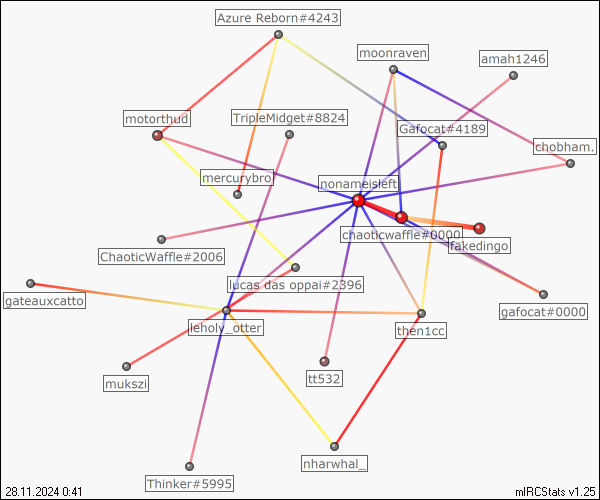 Azure Reborn#4243
moonraven
amah1246
motorthud
TripleMidget#8824
Gafocat#4189
chobham.
mercurybro
nonameisleft
chaoticwaffle#0000
fakedingo
ChaoticWaffle#2006
lucas das oppai#2396
gateauxcatto
gafocat#0000
leholy_otter
then1cc
mukszi
tt532
nharwhal_
Thinker#5995
28.11.2024 0:41
mIRCStats v1.25